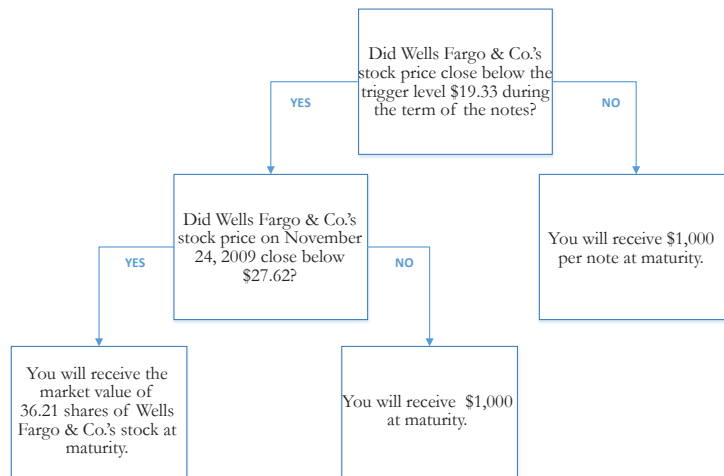 Did Wells Fargo & Co.'s
stock price close below the
trigger level $19.33 during
the term of the notes?
YES
NO
Did Wells Fargo & Co.'s
stock price on November
24, 2009 close below
$27.62?
You will receive $1,000
per note at maturity.
YES
NO
You will receive the
market value of
36.21 shares of Wells
Fargo & Co.'s stock at
maturity.
You will receive $1,000
at maturity.